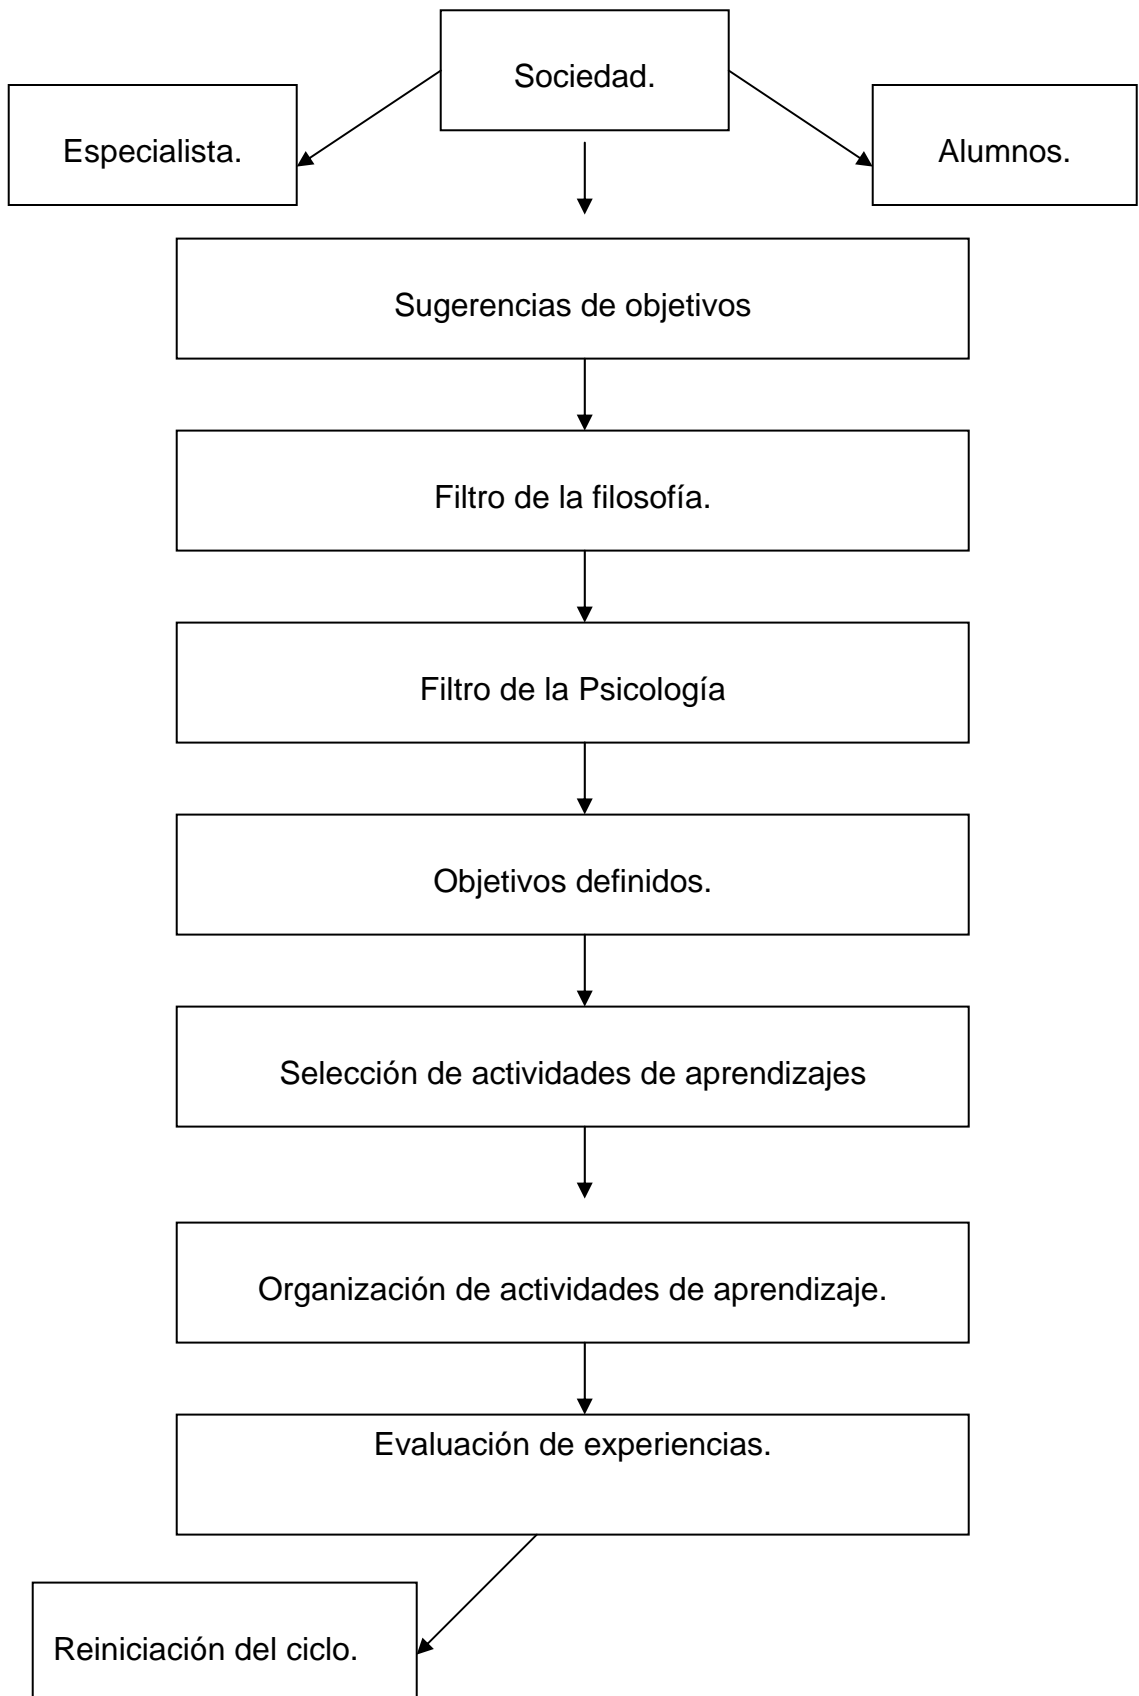 Sociedad.
Especialista.
Alumnos.
Sugerencias de objetivos
Filtro de la filosofía.
Filtro de la Psicología
Objetivos definidos.
Selección de actividades de aprendizajes
Organización de actividades de aprendizaje.
Evaluación de experiencias.
Reiniciación del ciclo.